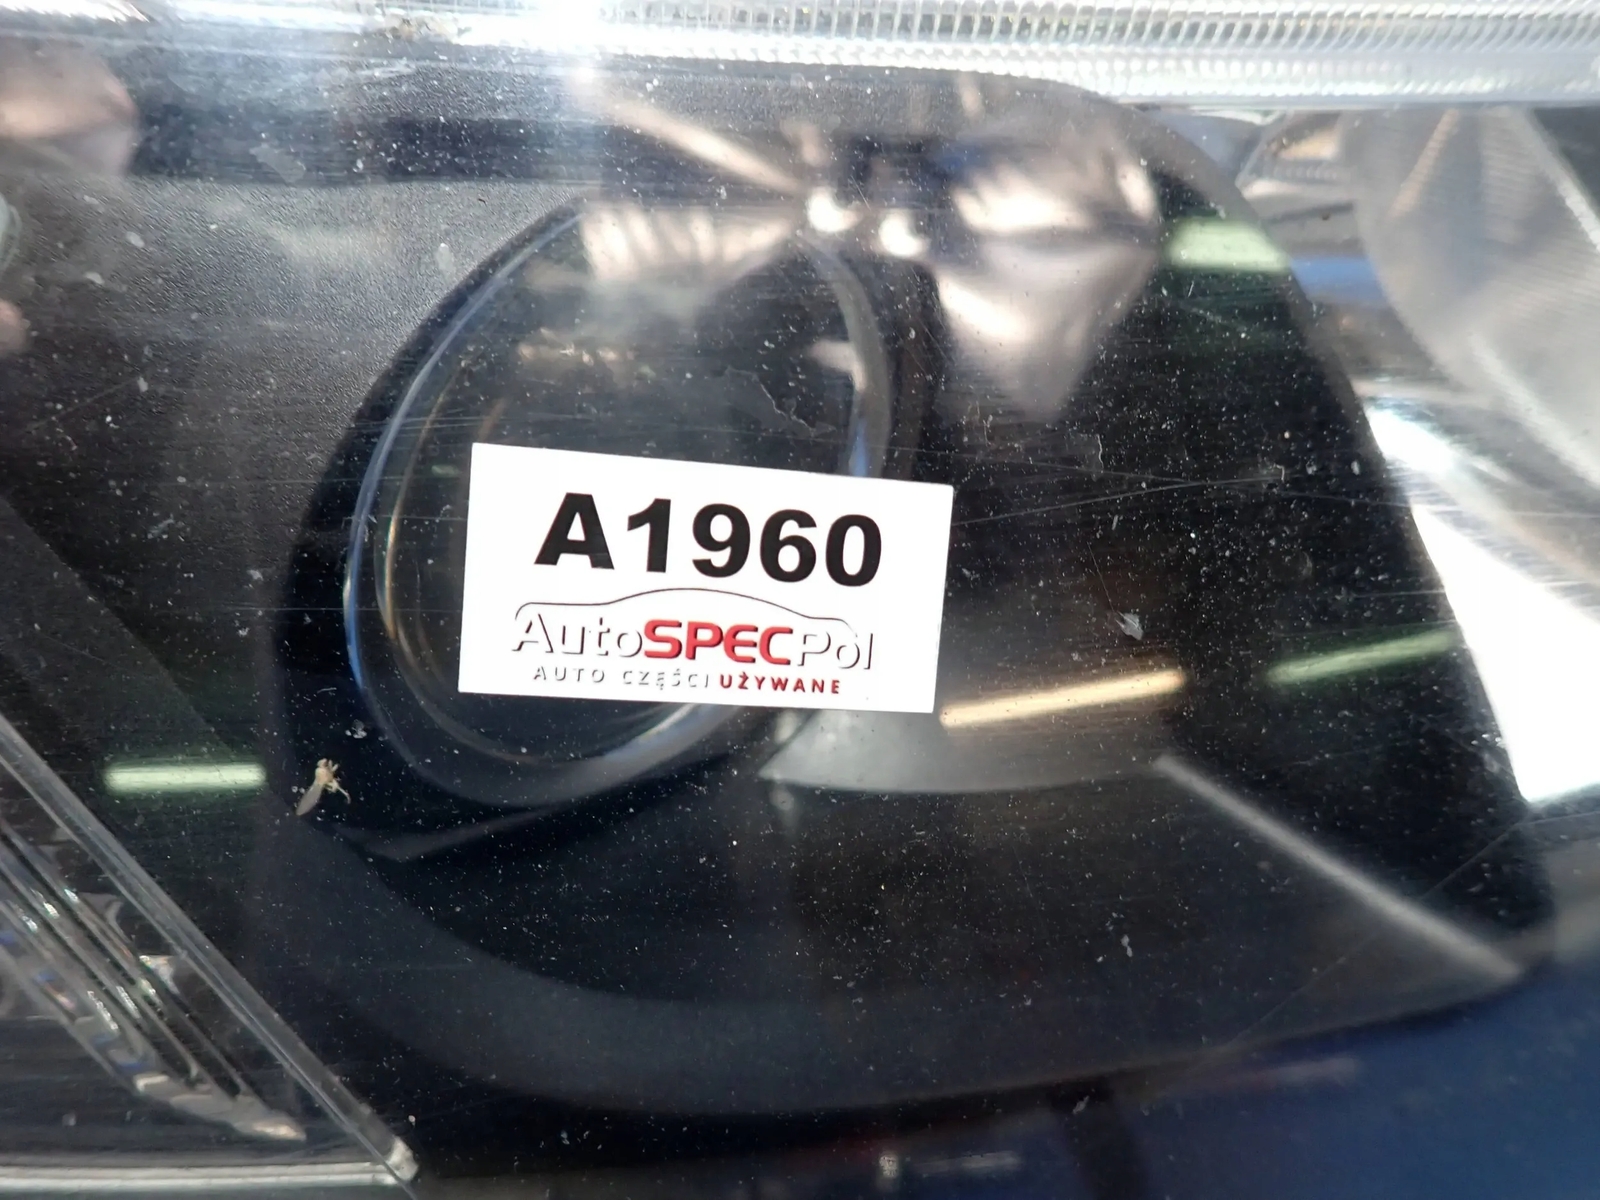 A1960
AutoSPECPol
AUTO CZĘŚCI UŻYWANE